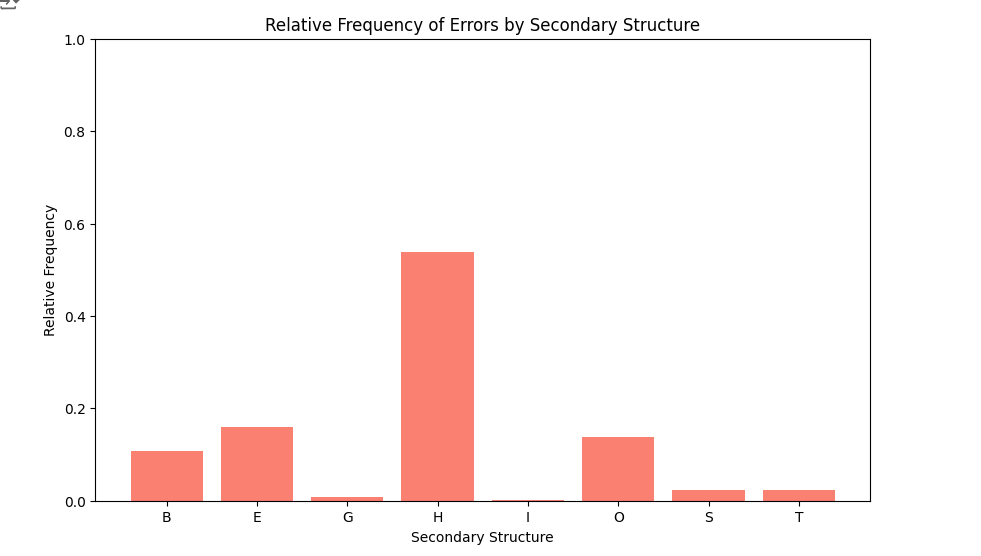 Relative Frequency of Errors by Secondary Structure
1.0
0.8
0.6
0.4
0.2
0.0
Relative Frequency
B E G H I O S T
Secondary Structure